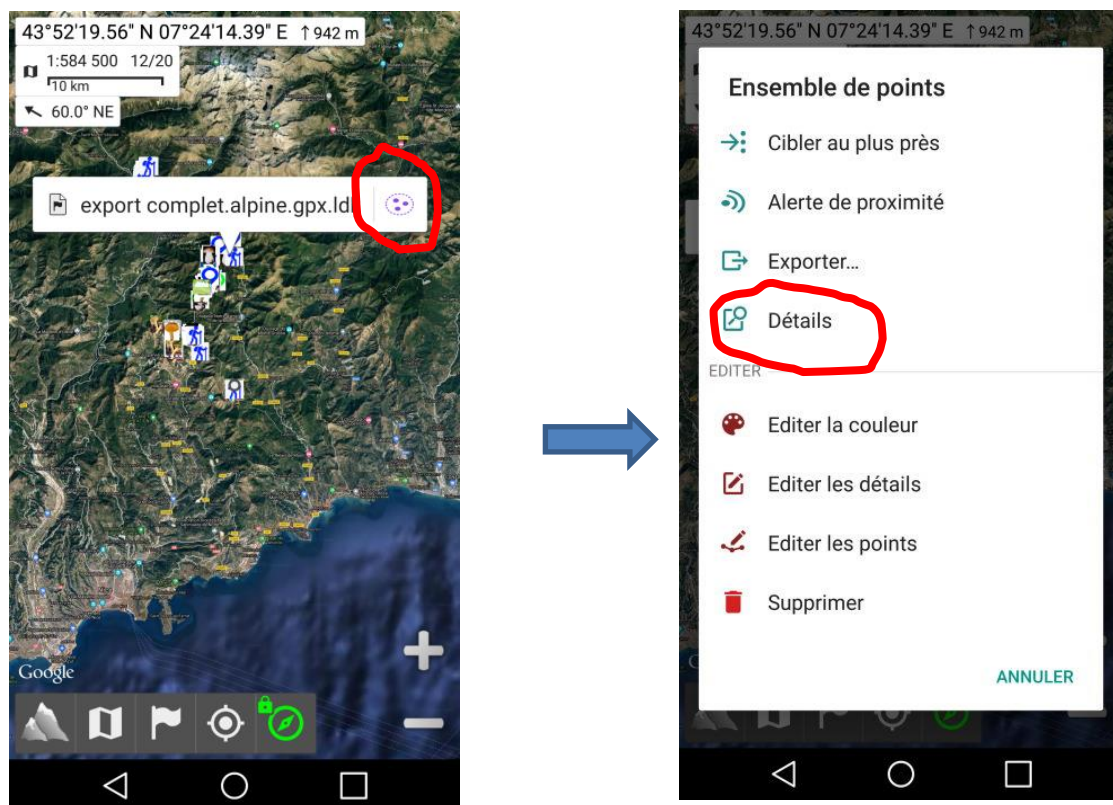 43°52'19.56" N 07°24'14.39" E ↑942 m
1:584 500 12/20
10 km
60.0° NE
export complet.alpine.gpx.ld
Google
43°52'19.56" N 07°24'14.39" E ↑942 m
Ensemble de points
Cibler au plus près
Alerte de proximité
Exporter...
Détails
EDITER
Editer la couleur
Editer les détails
Editer les points
Supprimer
ANNULER